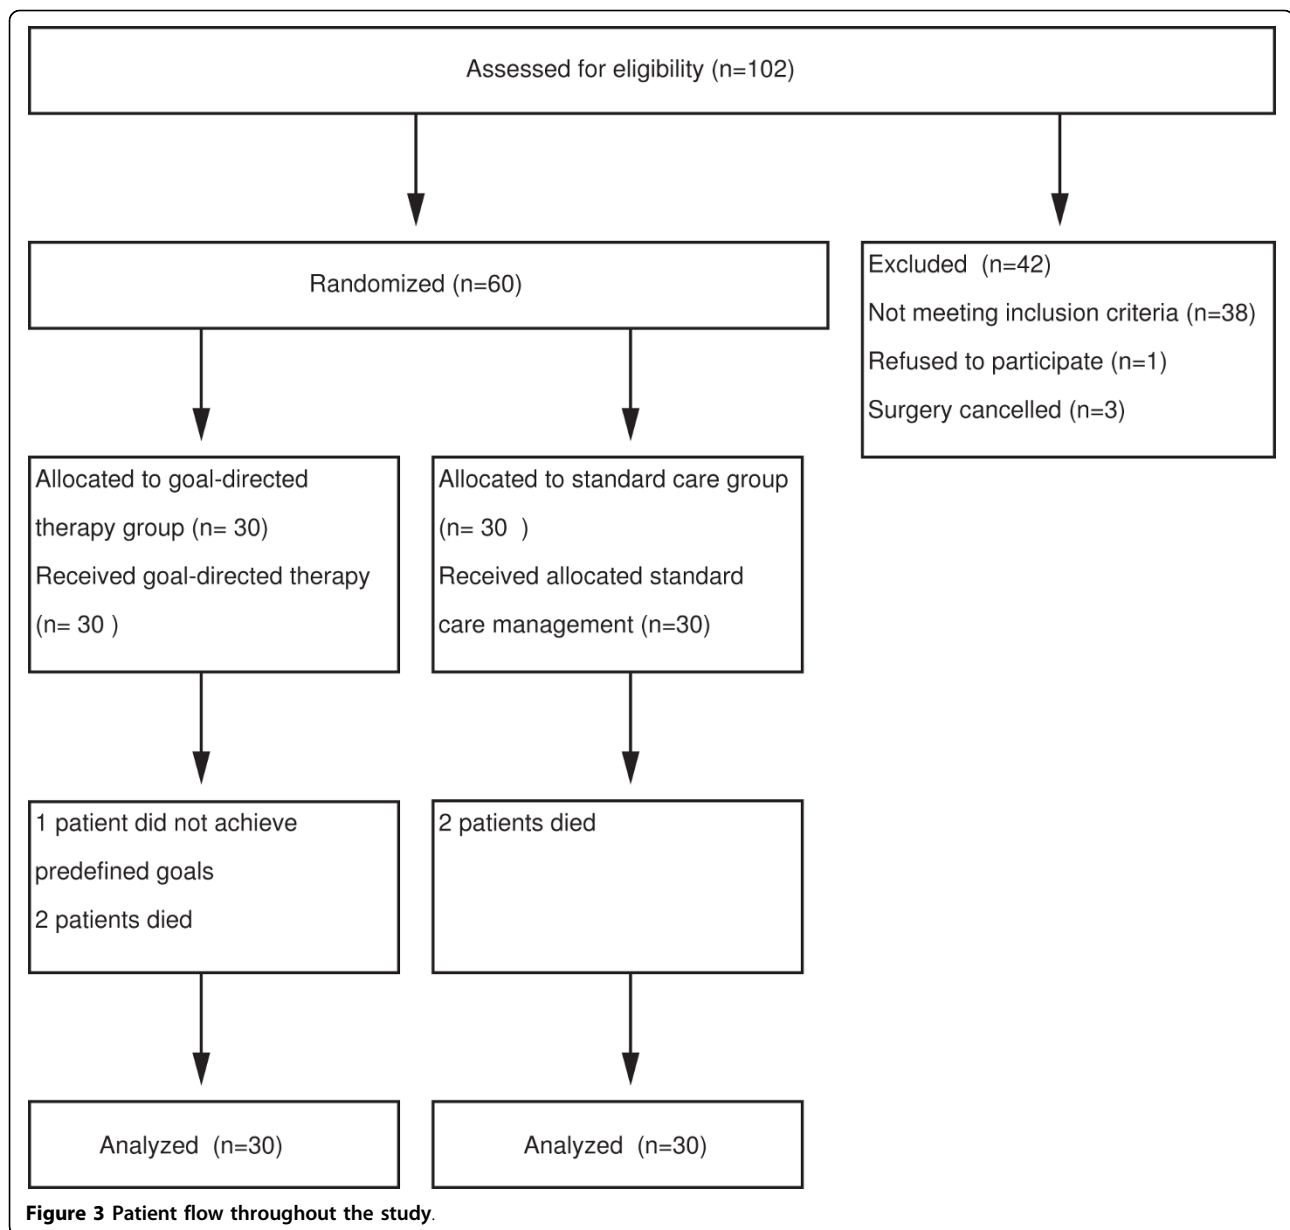 Assessed for eligibility (n=102)
Randomized (n=60)
Excluded (n=42)
Not meeting inclusion criteria (n=38)
Refused to participate (n=1)
Surgery cancelled (n=3)
Allocated to goal-directed
therapy group (n= 30)
Received goal-directed therapy
(n= 30 )
Allocated to standard care group
(n= 30 )
Received allocated standard
care management (n=30)
1 patient did not achieve
predefined goals
2 patients died
2 patients died
Analyzed (n=30)
Analyzed (n=30)
Figure 3 Patient flow throughout the study.